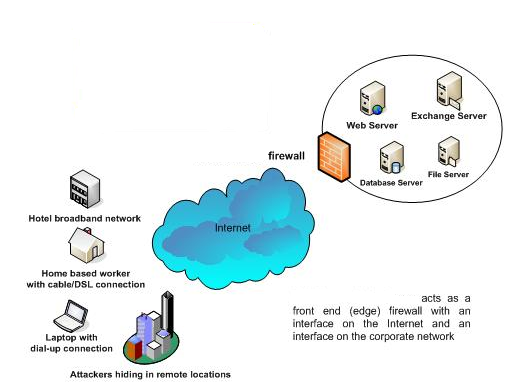 Exchange Server
Web Server
firewall
File Server
Database Server
Hotel broadband network
Internet
Home based worker
with cable/DSL connection
acts as a
front end (edge) firewall with an
interface on the Internet and an
interface on the corporate network
Laptop with
dial-up connection
Attackers hiding in remote locations